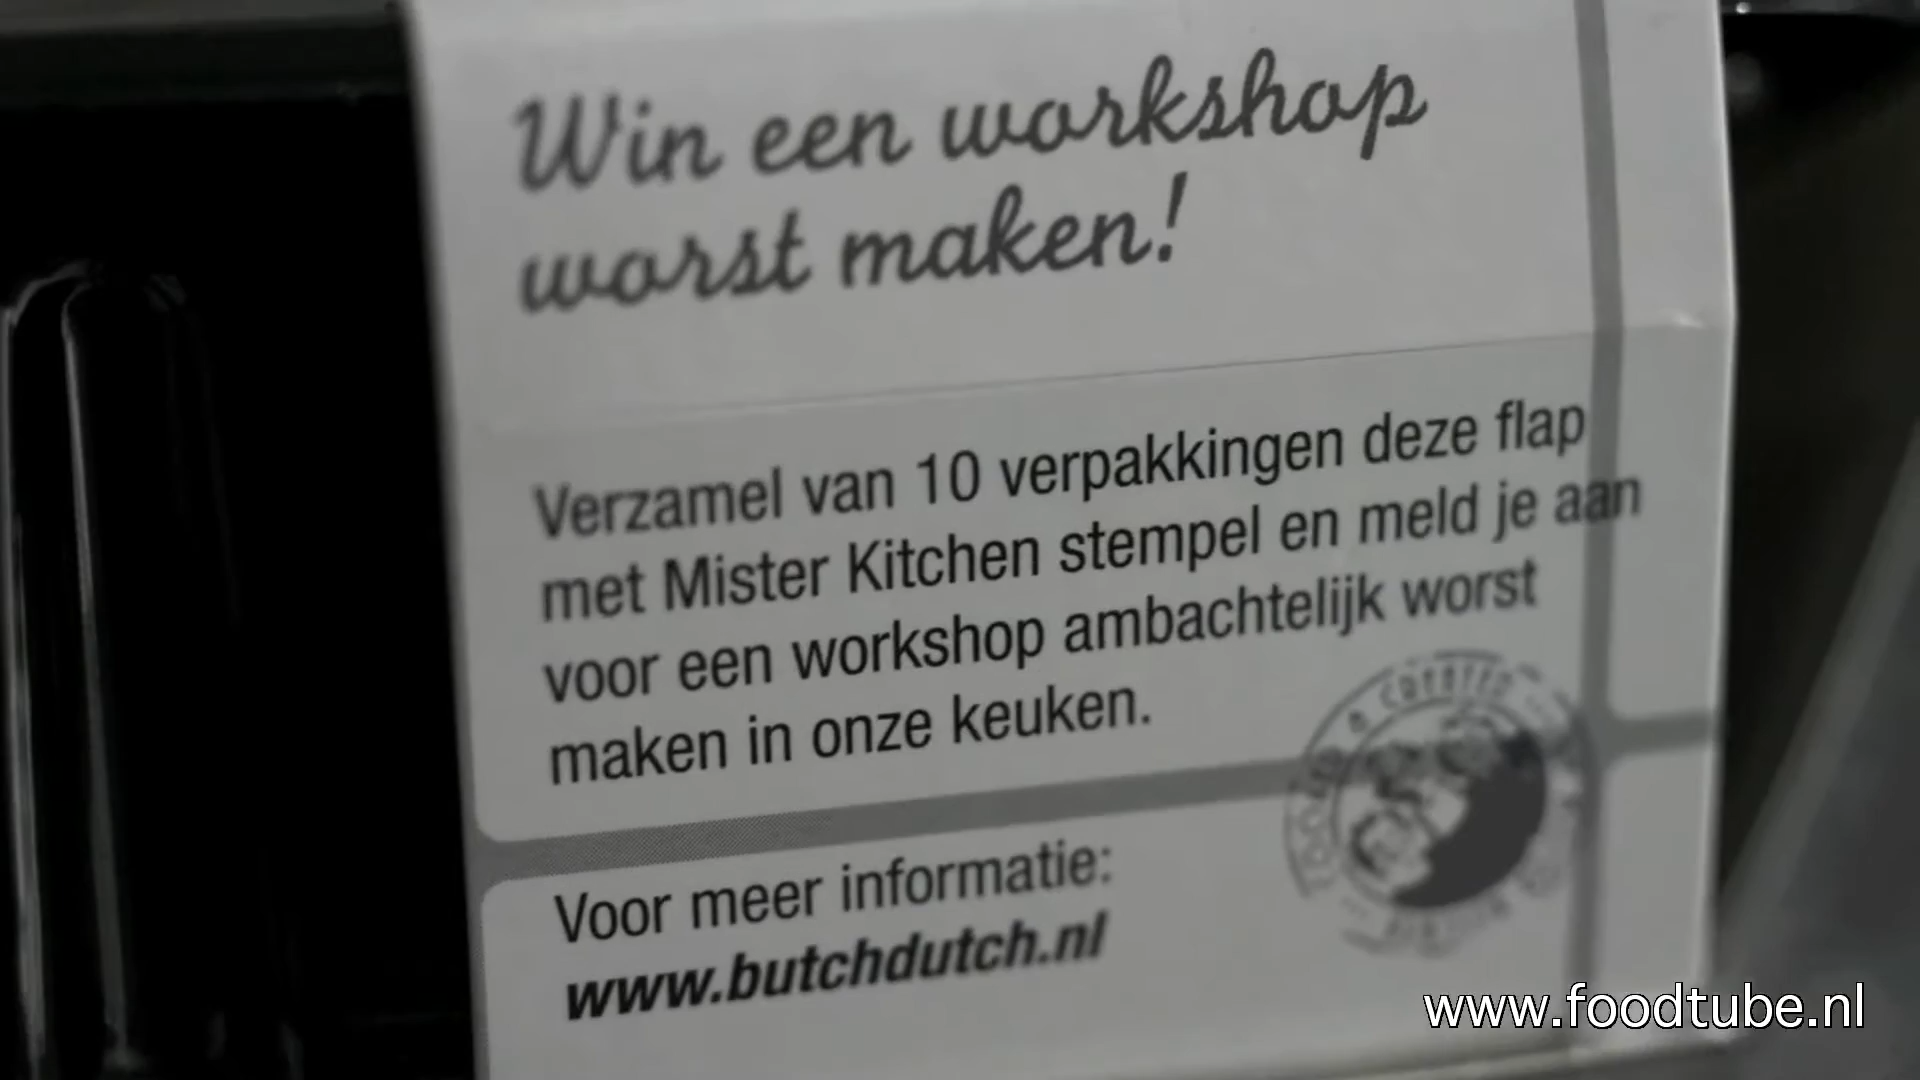 Win een workshop
worst maken!
Verzamel van 10 verpakkingen deze flap
met Mister Kitchen stempel en meld je aan
voor een workshop ambachtelijk worst
maken in onze keuken.
Voor meer informatie:
www.butchdutch.nl
www.foodtube.nl